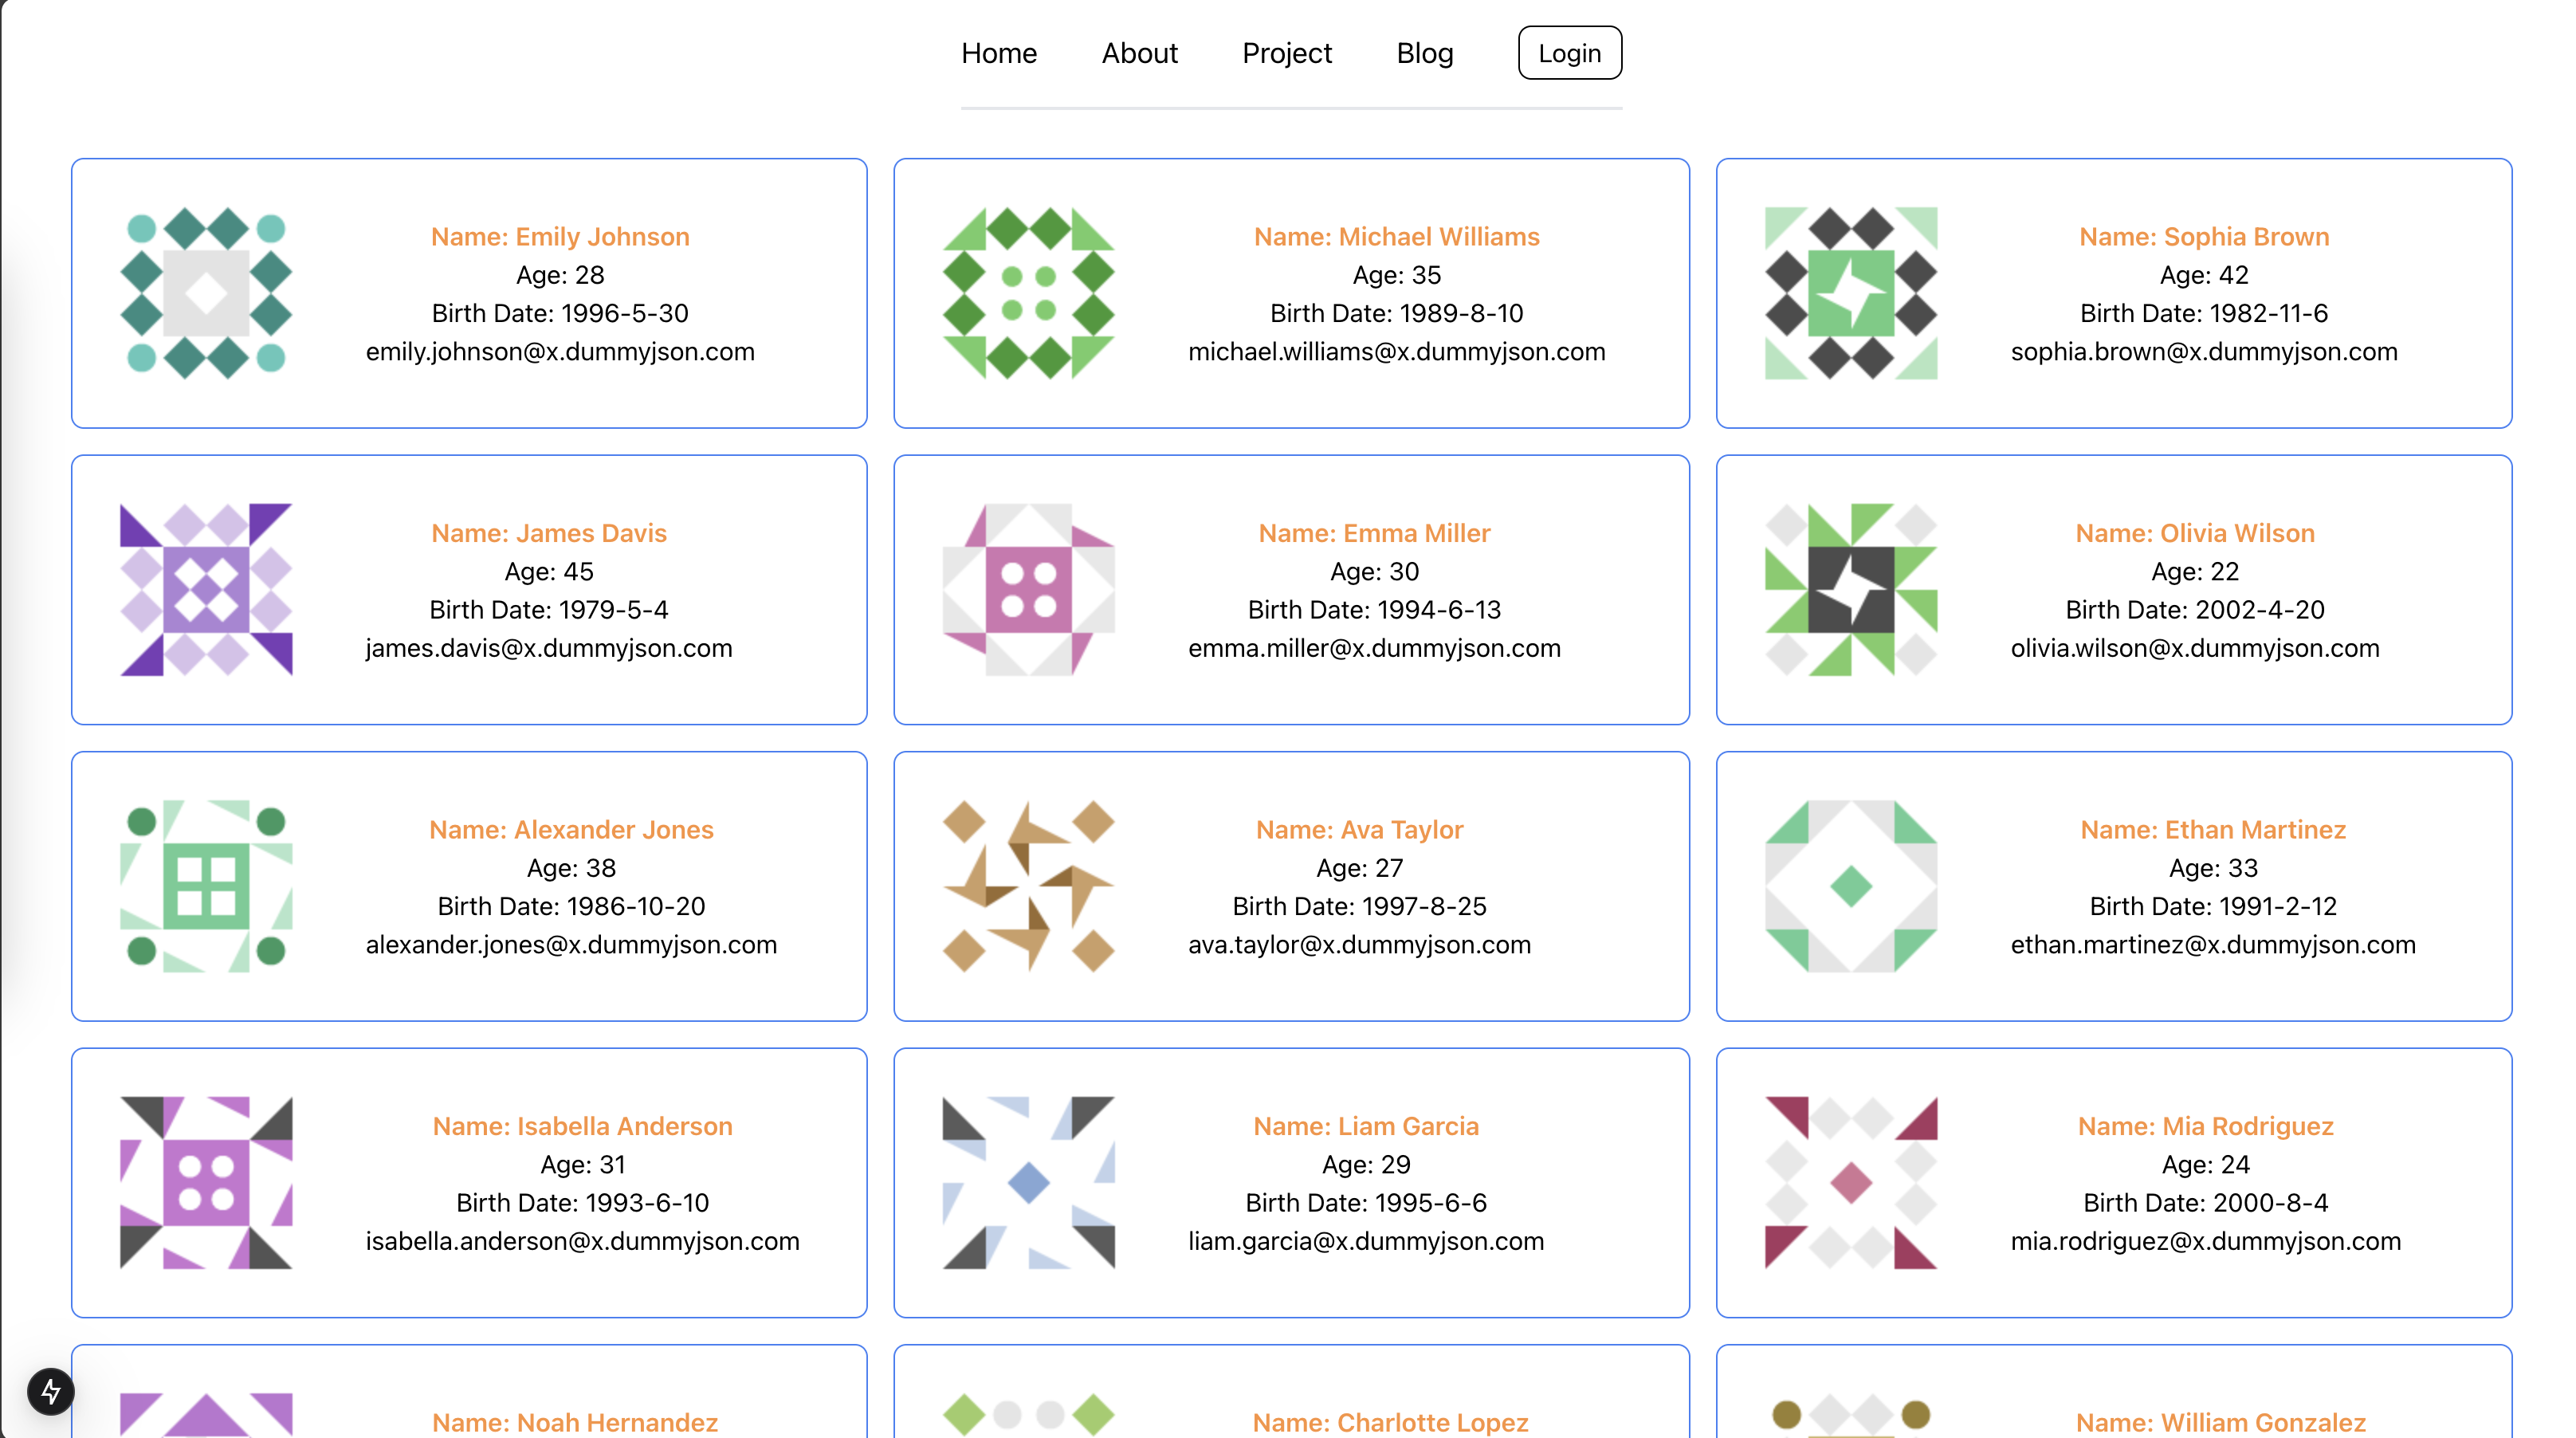 Home About Project Blog Login
Name: Emily Johnson
Age: 28
Birth Date: 1996-5-30
emily.johnson@x.dummyjson.com
Name: Michael Williams
Age: 35
Birth Date: 1989-8-10
michael.williams@x.dummyjson.com
Name: Sophia Brown
Age: 42
Birth Date: 1982-11-6
sophia.brown@x.dummyjson.com
Name: James Davis
Age: 45
Birth Date: 1979-5-4
james.davis@x.dummyjson.com
Name: Emma Miller
Age: 30
Birth Date: 1994-6-13
emma.miller@x.dummyjson.com
Name: Olivia Wilson
Age: 22
Birth Date: 2002-4-20
olivia.wilson@x.dummyjson.com
Name: Alexander Jones
Age: 38
Birth Date: 1986-10-20
alexander.jones@x.dummyjson.com
Name: Ava Taylor
Age: 27
Birth Date: 1997-8-25
ava.taylor@x.dummyjson.com
Name: Ethan Martinez
Age: 33
Birth Date: 1991-2-12
ethan.martinez@x.dummyjson.com
Name: Isabella Anderson
Age: 31
Birth Date: 1993-6-10
isabella.anderson@x.dummyjson.com
Name: Liam Garcia
Age: 29
Birth Date: 1995-6-6
liam.garcia@x.dummyjson.com
Name: Mia Rodriguez
Age: 24
Birth Date: 2000-8-4
mia.rodriguez@x.dummyjson.com
Name: Noah Hernandez
Name: Charlotte Lopez
Name: William Gonzalez